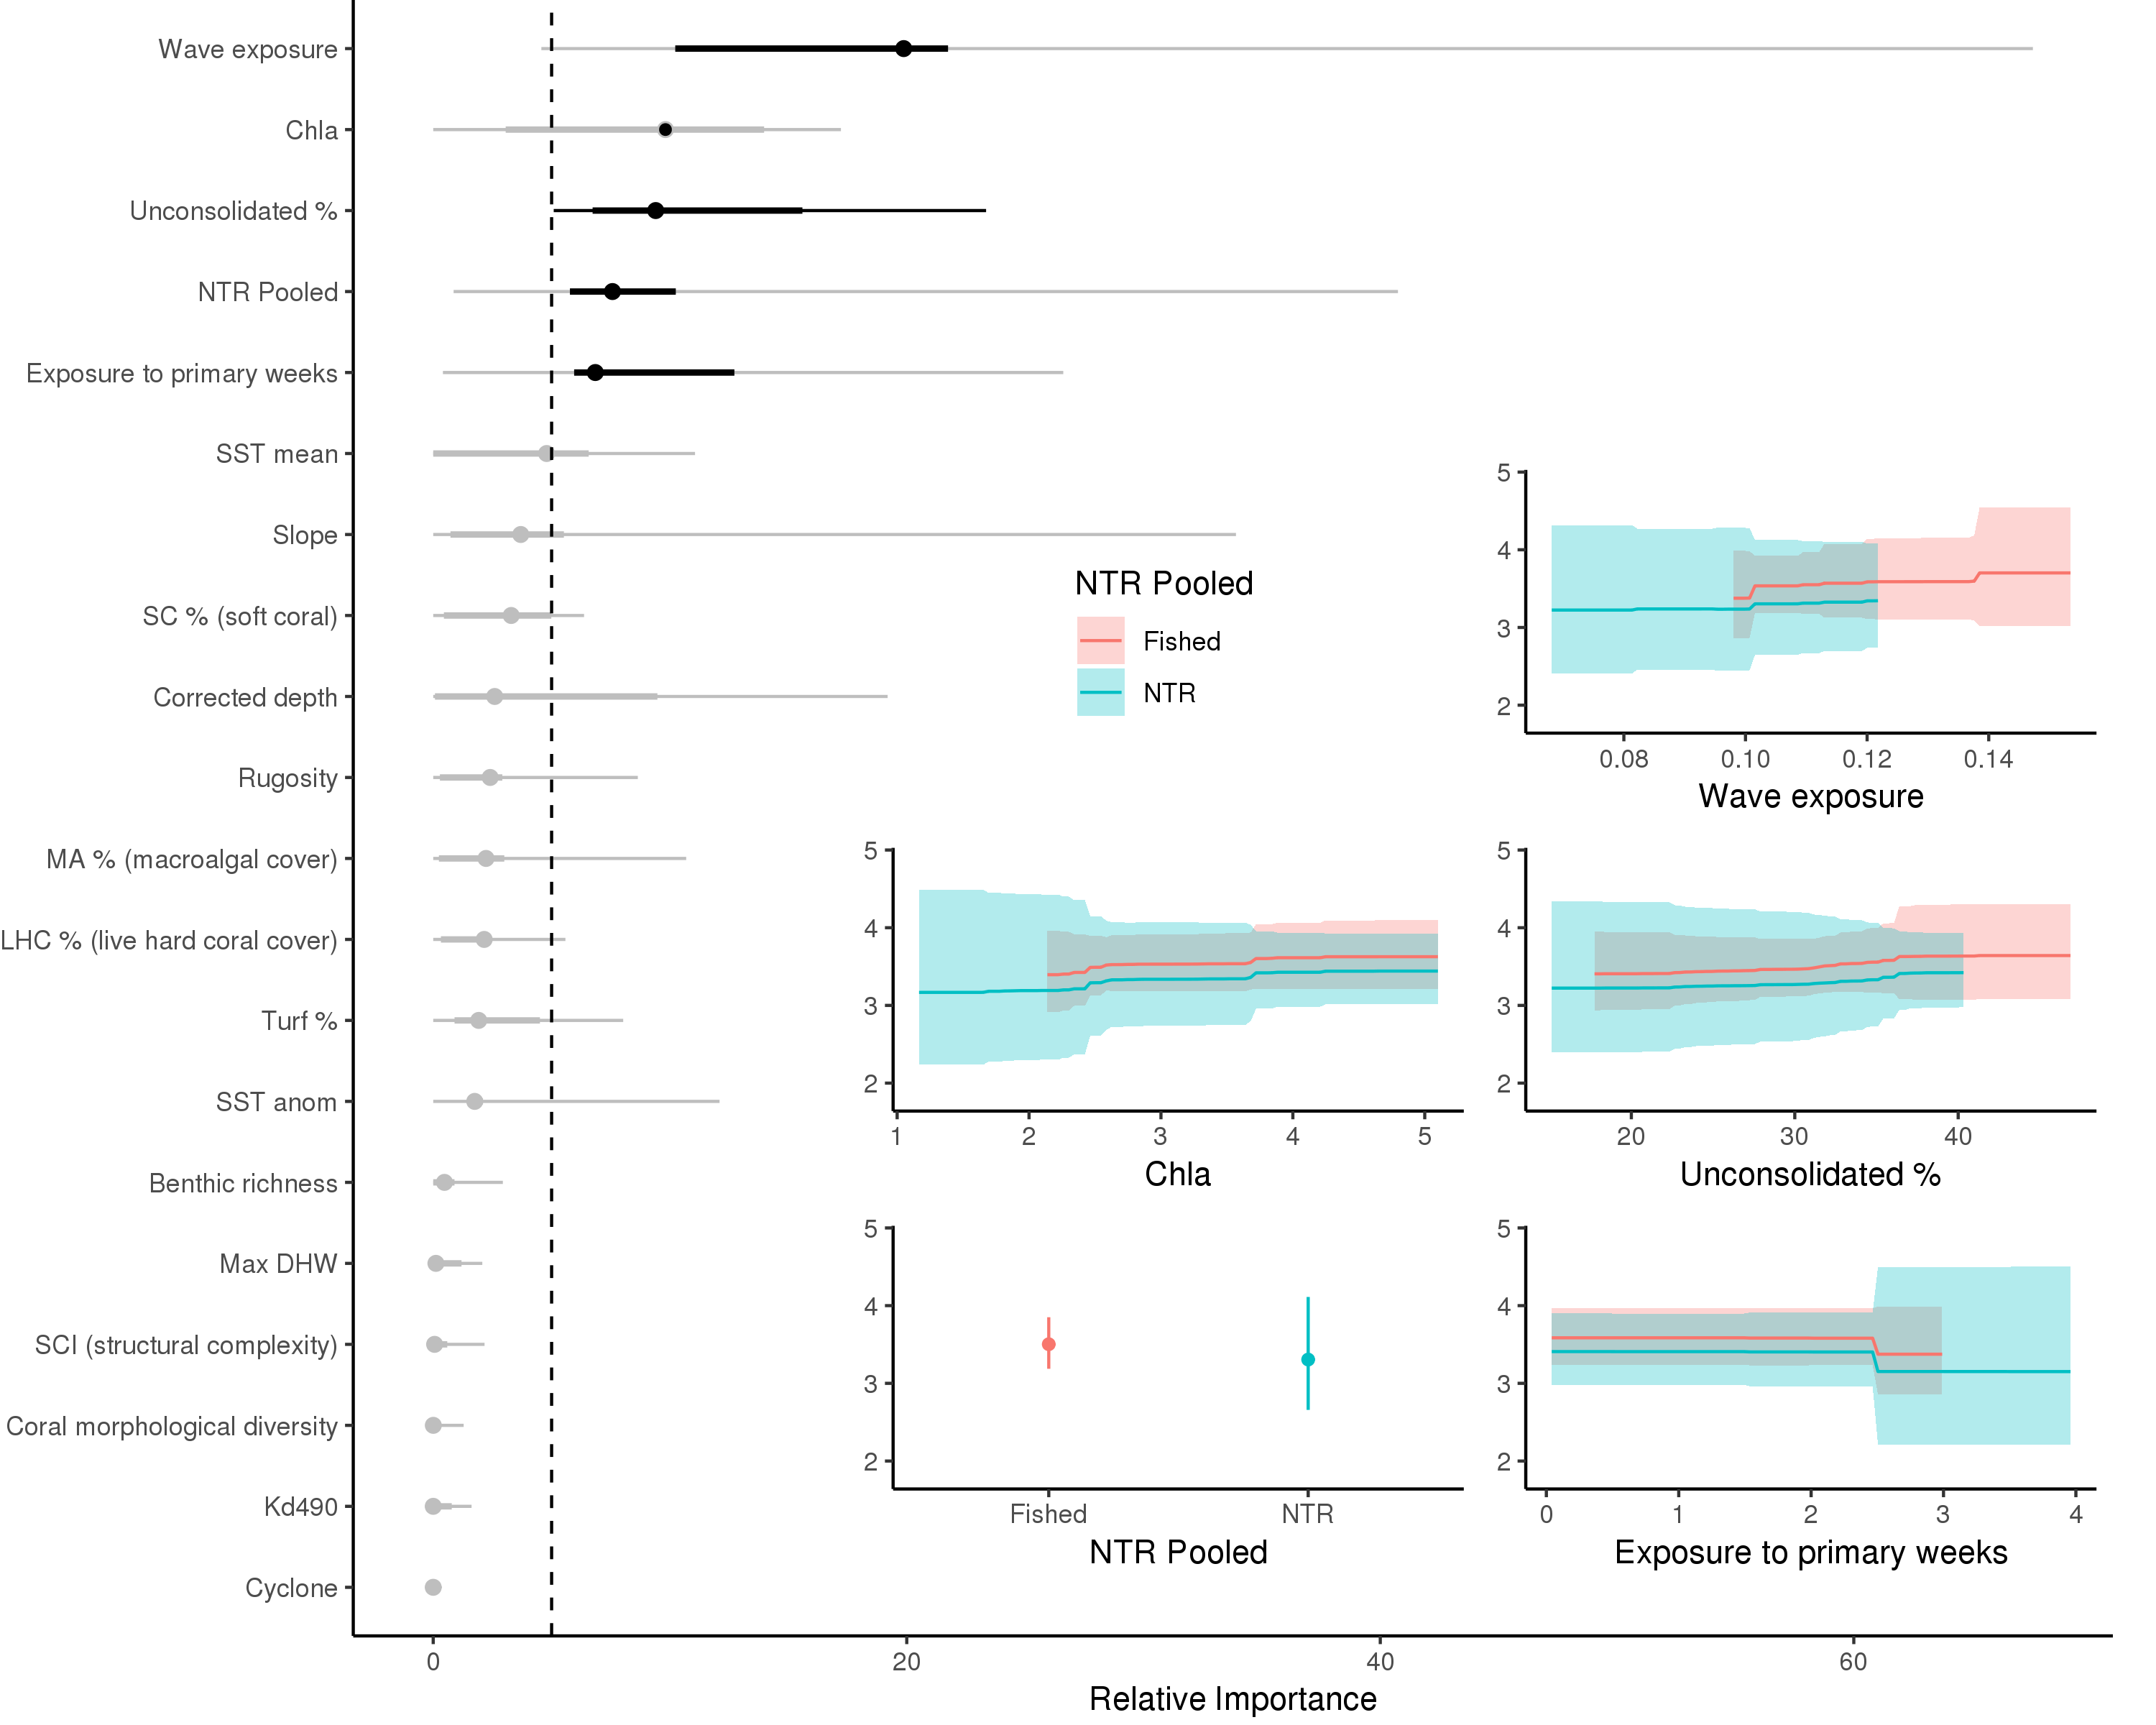 Wave exposure
Chla
Unconsolidated %
NTR Pooled
Exposure to primary weeks
SST mean
Slope
SC % (soft coral)
Corrected depth
Rugosity
MA % (macroalgal cover)
LHC % (live hard coral cover)
Turf %
SST anom
Benthic richness
Max DHW
SCI (structural complexity)
Coral morphological diversity
Kd490
Cyclone
0 20 40 60
Relative Importance
NTR Pooled
Fished
NTR
5
4
3
2
0.08 0.10 0.12 0.14
Wave exposure
5
4
3
2
1 2 3 4 5
Chla
5
4
3
2
20 30 40
Unconsolidated %
5
4
3
2
Fished NTR
NTR Pooled
5
4
3
2
0 1 2 3 4
Exposure to primary weeks